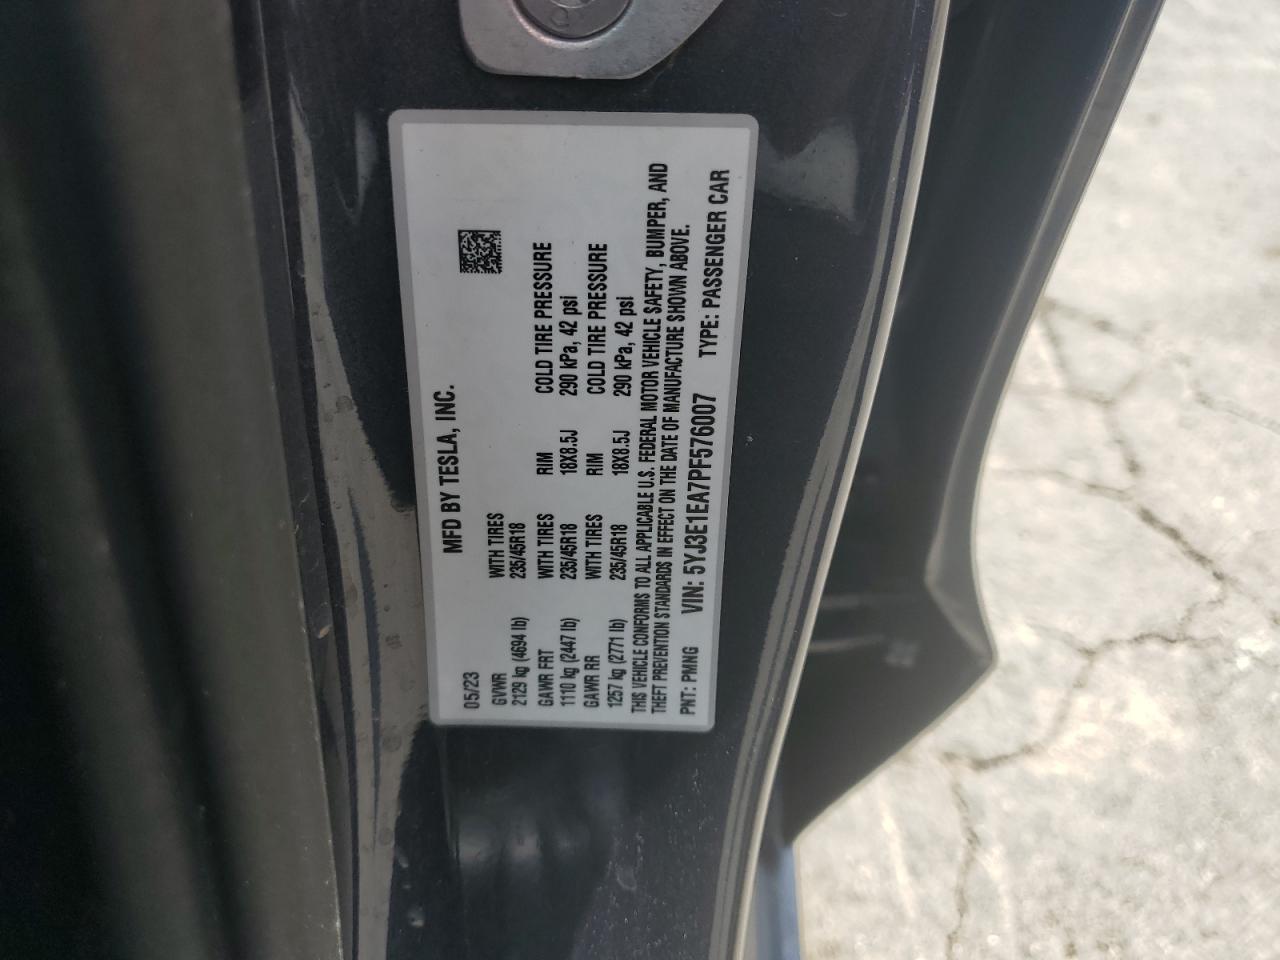 MFD BY TESLA, INC.
05/23
GVWR WITH TIRES
2129 kg (4694 lb) 235/45R18
GAWR FRT WITH TIRES RIM COLD TIRE PRESSURE
1110 kg (2447 lb) 235/45R18 18X8.5J 290 kPa, 42 psi
GAWR RR WITH TIRES RIM COLD TIRE PRESSURE
1257 kg (2771 lb) 235/45R18 18X8.5J 290 kPa, 42 psi
THIS VEHICLE CONFORMS TO ALL APPLICABLE U.S. FEDERAL MOTOR VEHICLE SAFETY, BUMPER, AND
THEFT PREVENTION STANDARDS IN EFFECT ON THE DATE OF MANUFACTURE SHOWN ABOVE.
PNT: PMNG VIN: 5YJ3E1EA7PF576007 TYPE: PASSENGER CAR